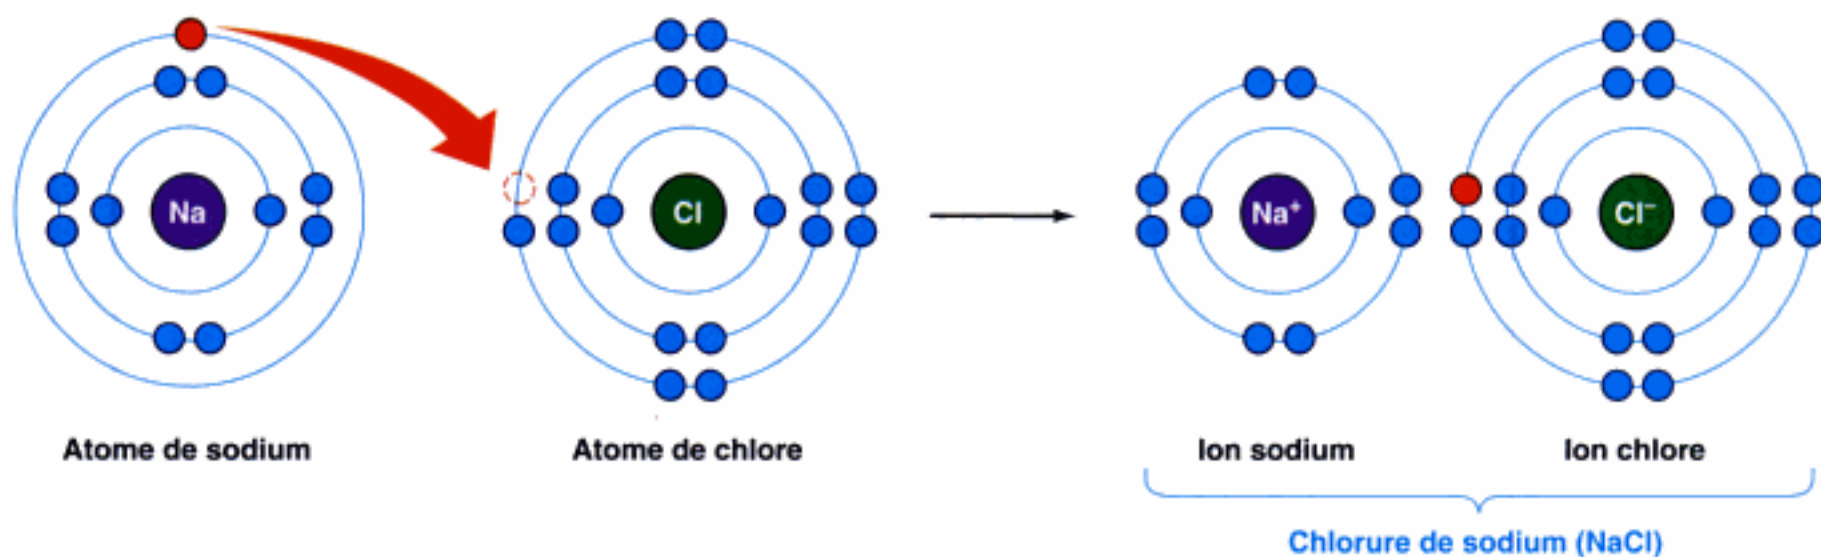 Na
Cl
Na⁺
Cl⁻
Atome de sodium
Atome de chlore
Ion sodium
Ion chlore
Chlorure de sodium (NaCl)